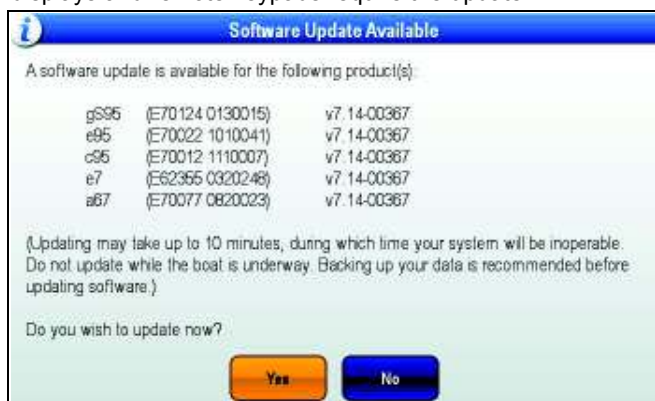 displays update
Software Update Available
A software update is available for the following product(s):
gS95 (E70124 0130015) v7.14-00367
e95 (E70022 1010041) v7.14-00367
c95 (E70012 1110007) v7.14-00367
e7 (E62355 0320248) v7.14-00367
a67 (E70077 0820023) v7.14-00367
(Updating may take up to 10 minutes, during which time your system will be inoperable.
Do not update while the boat is underway. Backing up your data is recommended before
updating software.)
Do you wish to update now?
Yes No